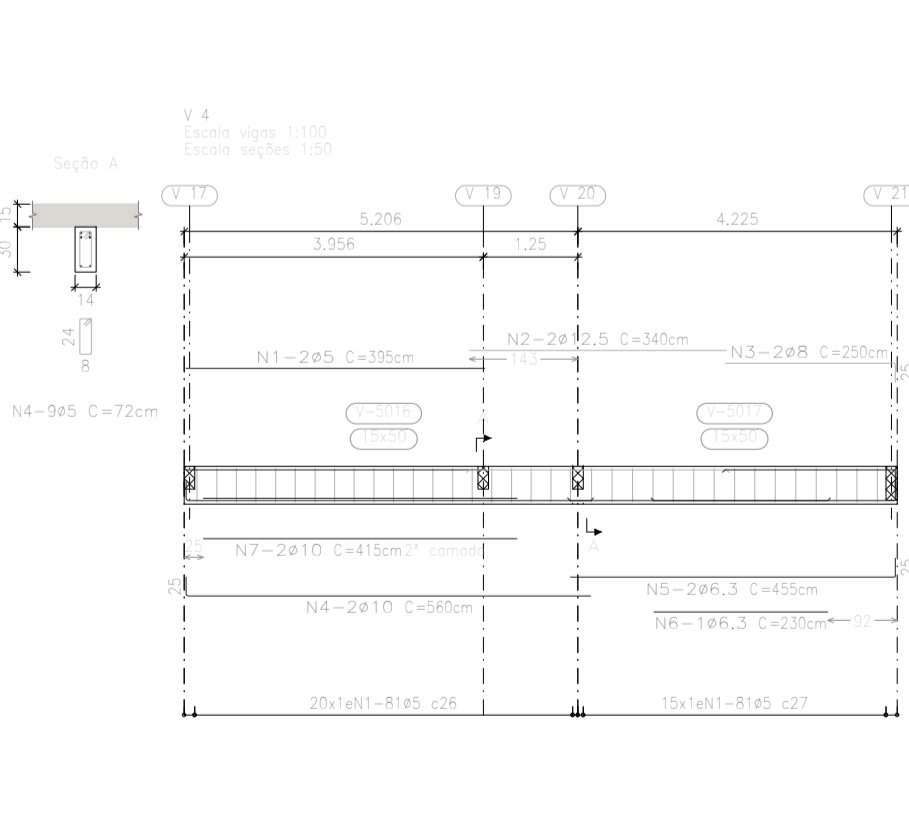 V 4
Escala vigas 1:100
Escala seções 1:50
Seção A
V 17
V 19
V 20
V 21
15
30
14
24
8
N4-9ø5 C=72cm
5.206
4.225
3.956
1.25
N2-2ø12.5 C=340cm
N1-2ø5 C=395cm
143
N3-2ø8 C=250cm
25
V-5016
15x50
V-5017
15x50
A
A
25
N7-2ø10 C=415cm2ª camada
25
N4-2ø10 C=560cm
N5-2ø6.3 C=455cm
25
N6-1ø6.3 C=230cm
92
20x1eN1-81ø5 c26
15x1eN1-81ø5 c27